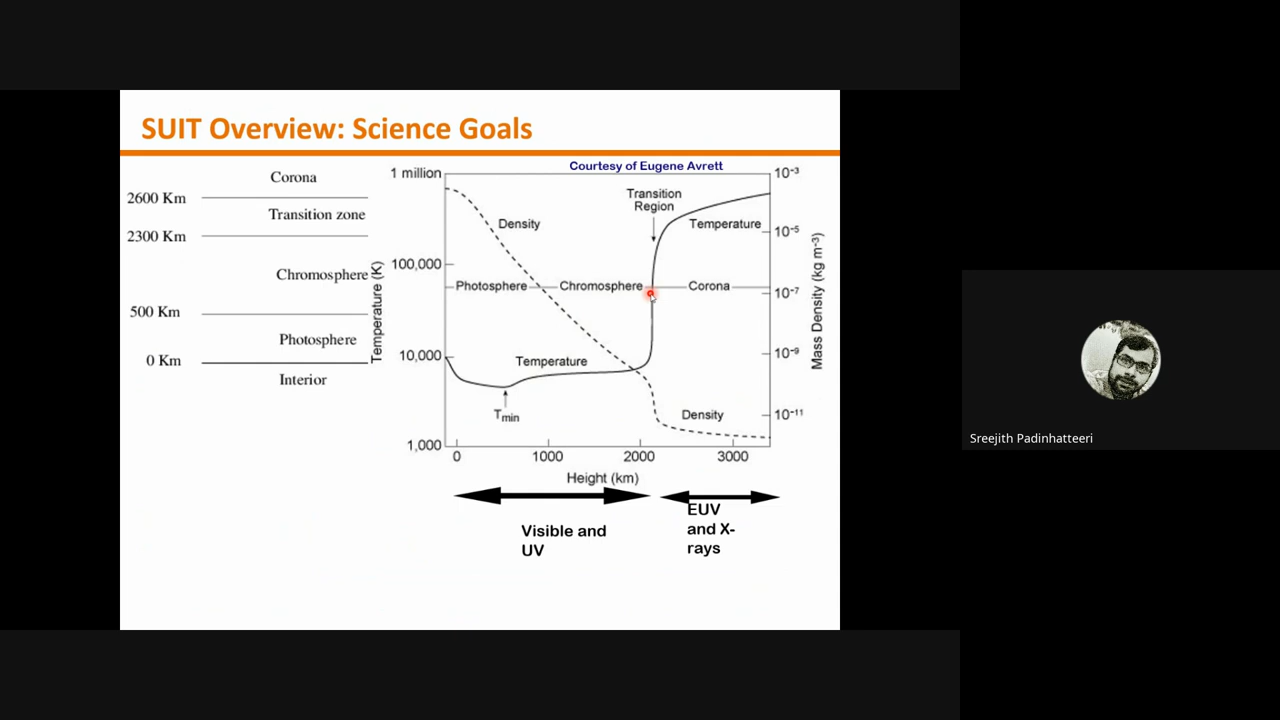 SUIT Overview: Science Goals
Corona
2600 Km
Transition zone
2300 Km
Chromosphere
500 Km
Photosphere
0 Km
Interior
Courtesy of Eugene Avrett
1 million
100,000
10,000
1,000
Temperature (K)
Density
Transition
Region
Temperature
Photosphere
Chromosphere
Corona
Temperature
Tmin
Density
10⁻³
10⁻⁵
10⁻⁷
10⁻⁹
10⁻¹¹
Mass Density (kg m⁻³)
0 1000 2000 3000
Height (km)
Visible and
UV
EUV
and X-
rays
Sreejith Padinhatteeri